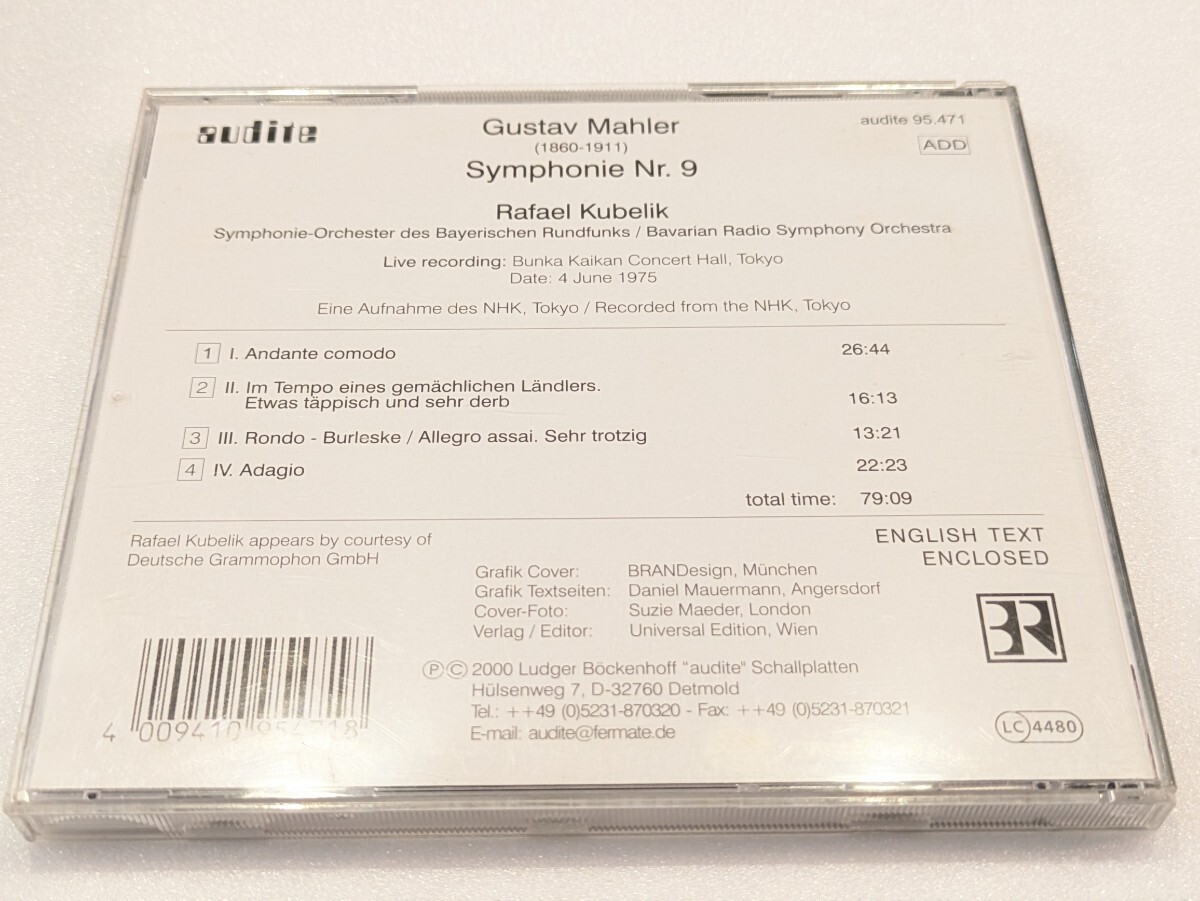 audite
Gustav Mahler
(1860-1911)
Symphonie Nr. 9
audite 95.471
ADD
Rafael Kubelik
Symphonie-Orchester des Bayerischen Rundfunks / Bavarian Radio Symphony Orchestra
Live recording: Bunka Kaikan Concert Hall, Tokyo
Date: 4 June 1975
Eine Aufnahme des NHK, Tokyo / Recorded from the NHK, Tokyo
1 I. Andante comodo 26:44
2 II. Im Tempo eines gemächlichen Ländlers.
Etwas täppisch und sehr derb 16:13
3 III. Rondo - Burleske / Allegro assai. Sehr trotzig 13:21
4 IV. Adagio 22:23
total time: 79:09
Rafael Kubelik appears by courtesy of
Deutsche Grammophon GmbH
ENGLISH TEXT
ENCLOSED
Grafik Cover: BRANDesign, München
Grafik Textseiten: Daniel Mauermann, Angersdorf
Cover-Foto: Suzie Maeder, London
Verlag / Editor: Universal Edition, Wien
BR
℗© 2000 Ludger Böckenhoff "audite" Schallplatten
Hülsenweg 7, D-32760 Detmold
Tel.: ++49 (0)5231-870320 - Fax: ++49 (0)5231-870321
E-mail: audite@fermate.de
4 009410 954718
LC 4480